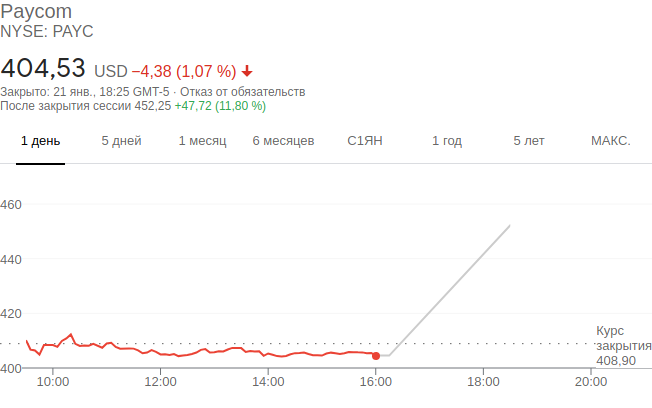 Paycom
NYSE: PAYC
404,53 USD −4,38 (1,07 %)
Закрыто: 21 янв., 18:25 GMT-5 · Отказ от обязательств
После закрытия сессии 452,25 +47,72 (11,80 %)
1 день 5 дней 1 месяц 6 месяцев С1ЯН 1 год 5 лет МАКС.
460
440
420
Курс
закрытия
408,90
400
10:00 12:00 14:00 16:00 18:00 20:00